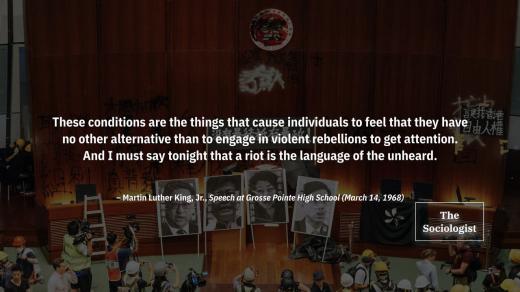 These conditions are the things that cause individuals to feel that they have
no other alternative than to engage in violent rebellions to get attention.
And I must say tonight that a riot is the language of the unheard.
– Martin Luther King, Jr., Speech at Grosse Pointe High School (March 14, 1968)
The
Sociologist